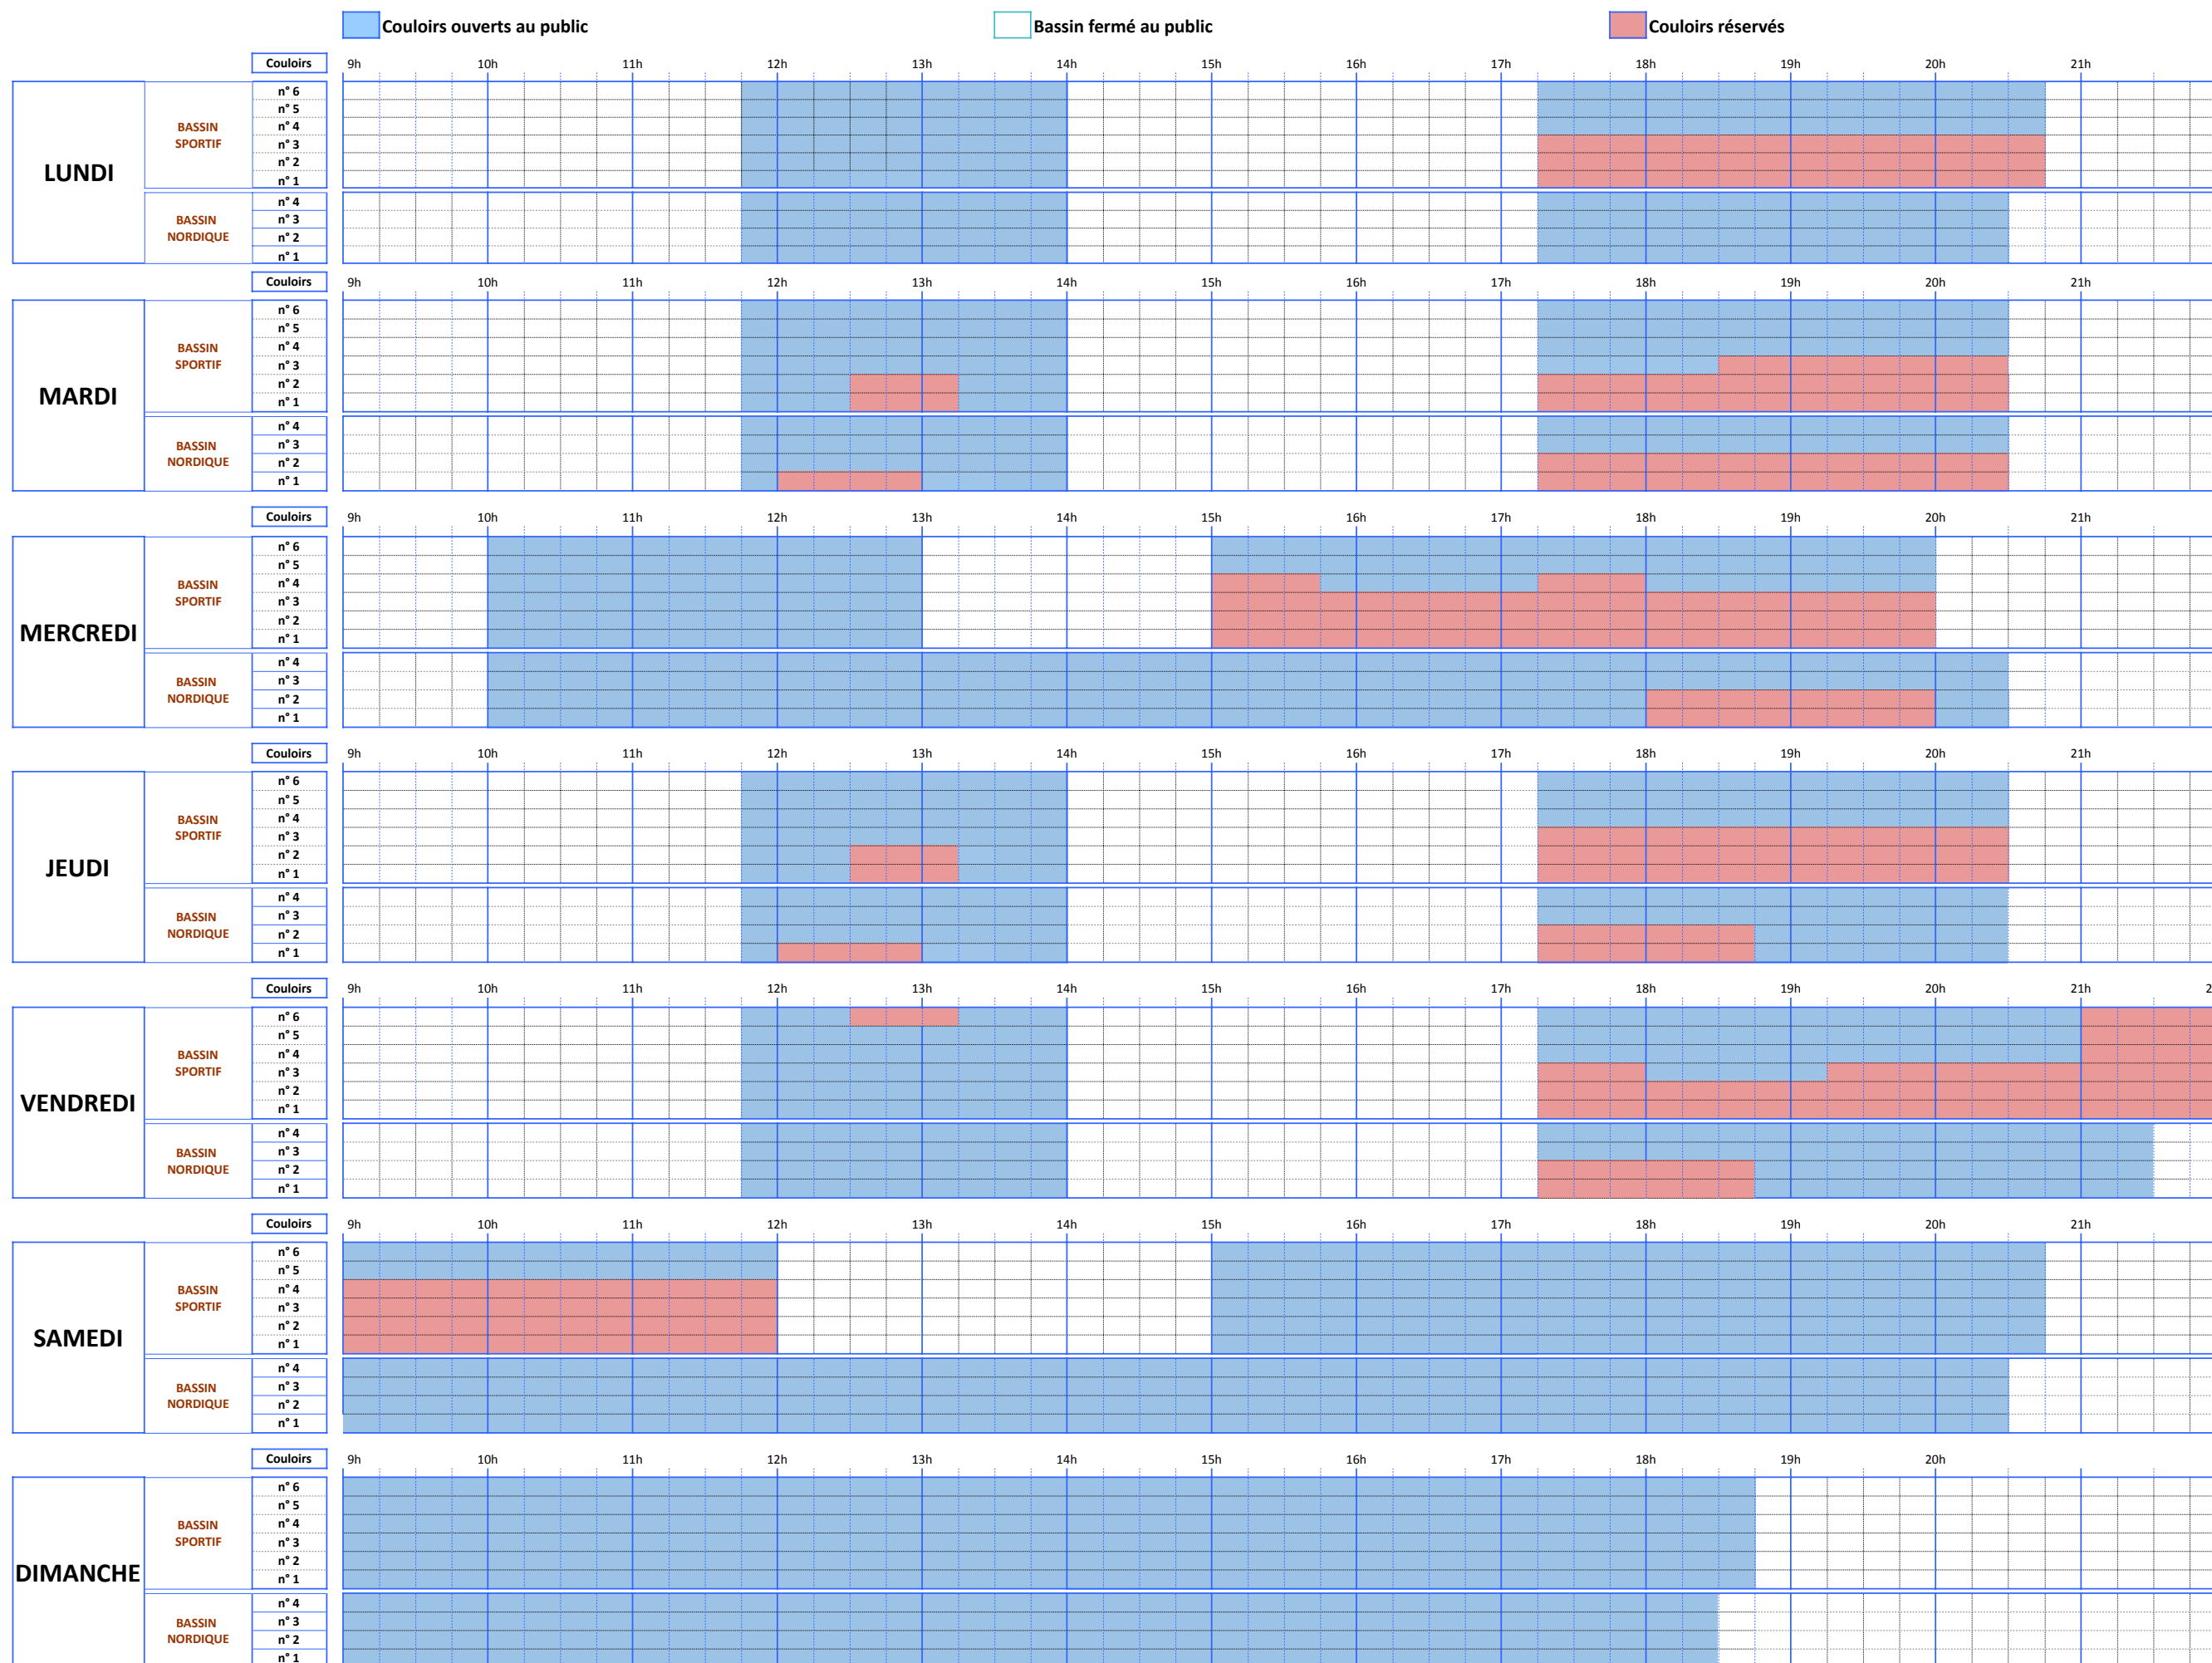 Couloirs ouverts au public Bassin fermé au public Couloirs réservés
Couloirs 9h 10h 11h 12h 13h 14h 15h 16h 17h 18h 19h 20h 21h
LUNDI
BASSIN
SPORTIF
n° 6
n° 5
n° 4
n° 3
n° 2
n° 1
BASSIN
NORDIQUE
n° 4
n° 3
n° 2
n° 1
Couloirs 9h 10h 11h 12h 13h 14h 15h 16h 17h 18h 19h 20h 21h
MARDI
BASSIN
SPORTIF
n° 6
n° 5
n° 4
n° 3
n° 2
n° 1
BASSIN
NORDIQUE
n° 4
n° 3
n° 2
n° 1
Couloirs 9h 10h 11h 12h 13h 14h 15h 16h 17h 18h 19h 20h 21h
MERCREDI
BASSIN
SPORTIF
n° 6
n° 5
n° 4
n° 3
n° 2
n° 1
BASSIN
NORDIQUE
n° 4
n° 3
n° 2
n° 1
Couloirs 9h 10h 11h 12h 13h 14h 15h 16h 17h 18h 19h 20h 21h
JEUDI
BASSIN
SPORTIF
n° 6
n° 5
n° 4
n° 3
n° 2
n° 1
BASSIN
NORDIQUE
n° 4
n° 3
n° 2
n° 1
Couloirs 9h 10h 11h 12h 13h 14h 15h 16h 17h 18h 19h 20h 21h
VENDREDI
BASSIN
SPORTIF
n° 6
n° 5
n° 4
n° 3
n° 2
n° 1
BASSIN
NORDIQUE
n° 4
n° 3
n° 2
n° 1
Couloirs 9h 10h 11h 12h 13h 14h 15h 16h 17h 18h 19h 20h 21h
SAMEDI
BASSIN
SPORTIF
n° 6
n° 5
n° 4
n° 3
n° 2
n° 1
BASSIN
NORDIQUE
n° 4
n° 3
n° 2
n° 1
Couloirs 9h 10h 11h 12h 13h 14h 15h 16h 17h 18h 19h 20h 21h
DIMANCHE
BASSIN
SPORTIF
n° 6
n° 5
n° 4
n° 3
n° 2
n° 1
BASSIN
NORDIQUE
n° 4
n° 3
n° 2
n° 1